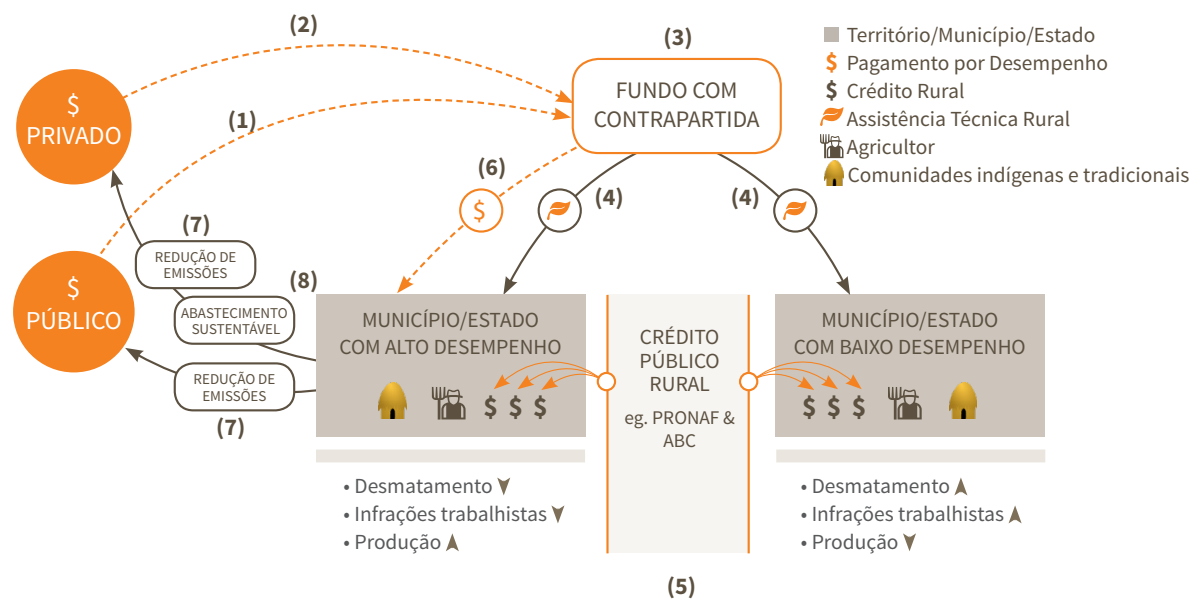 (2)
(3)
Território/Município/Estado
$ Pagamento por Desempenho
$ Crédito Rural
Assistência Técnica Rural
Agricultor
Comunidades indígenas e tradicionais
$
PRIVADO
(1)
FUNDO COM
CONTRAPARTIDA
(6)
$
(4)
(4)
(7)
REDUÇÃO DE
EMISSÕES
$
PÚBLICO
(8)
ABASTECIMENTO
SUSTENTÁVEL
REDUÇÃO DE
EMISSÕES
(7)
MUNICÍPIO/ESTADO
COM ALTO DESEMPENHO
$ $ $
CRÉDITO
PÚBLICO
RURAL
eg. PRONAF &
ABC
MUNICÍPIO/ESTADO
COM BAIXO DESEMPENHO
$ $ $
• Desmatamento
• Infrações trabalhistas
• Produção
• Desmatamento
• Infrações trabalhistas
• Produção
(5)